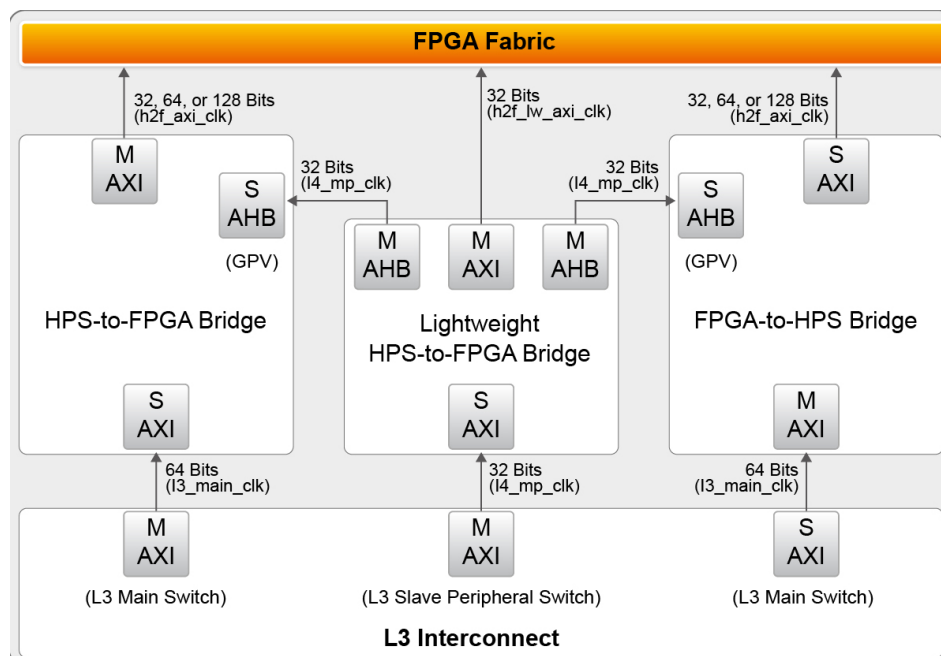 FPGA Fabric
32, 64, or 128 Bits
(h2f_axi_clk)
32 Bits
(h2f_lw_axi_clk)
32, 64, or 128 Bits
(h2f_axi_clk)
M
AXI
S
AHB
(GPV)
32 Bits
(l4_mp_clk)
HPS-to-FPGA Bridge
S
AXI
M
AHB
M
AXI
M
AHB
Lightweight
HPS-to-FPGA Bridge
S
AXI
32 Bits
(l4_mp_clk)
S
AHB
(GPV)
S
AXI
FPGA-to-HPS Bridge
M
AXI
64 Bits
(l3_main_clk)
32 Bits
(l4_mp_clk)
64 Bits
(l3_main_clk)
M
AXI
(L3 Main Switch)
M
AXI
(L3 Slave Peripheral Switch)
S
AXI
(L3 Main Switch)
L3 Interconnect